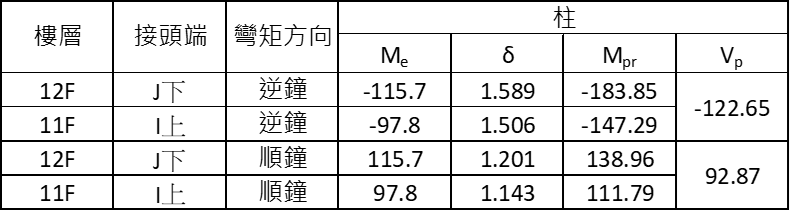 樓層 接頭端 彎矩方向 柱
Me δ Mpr Vp
12F J下 逆鐘 -115.7 1.589 -183.85 -122.65
11F I上 逆鐘 -97.8 1.506 -147.29
12F J下 順鐘 115.7 1.201 138.96 92.87
11F I上 順鐘 97.8 1.143 111.79